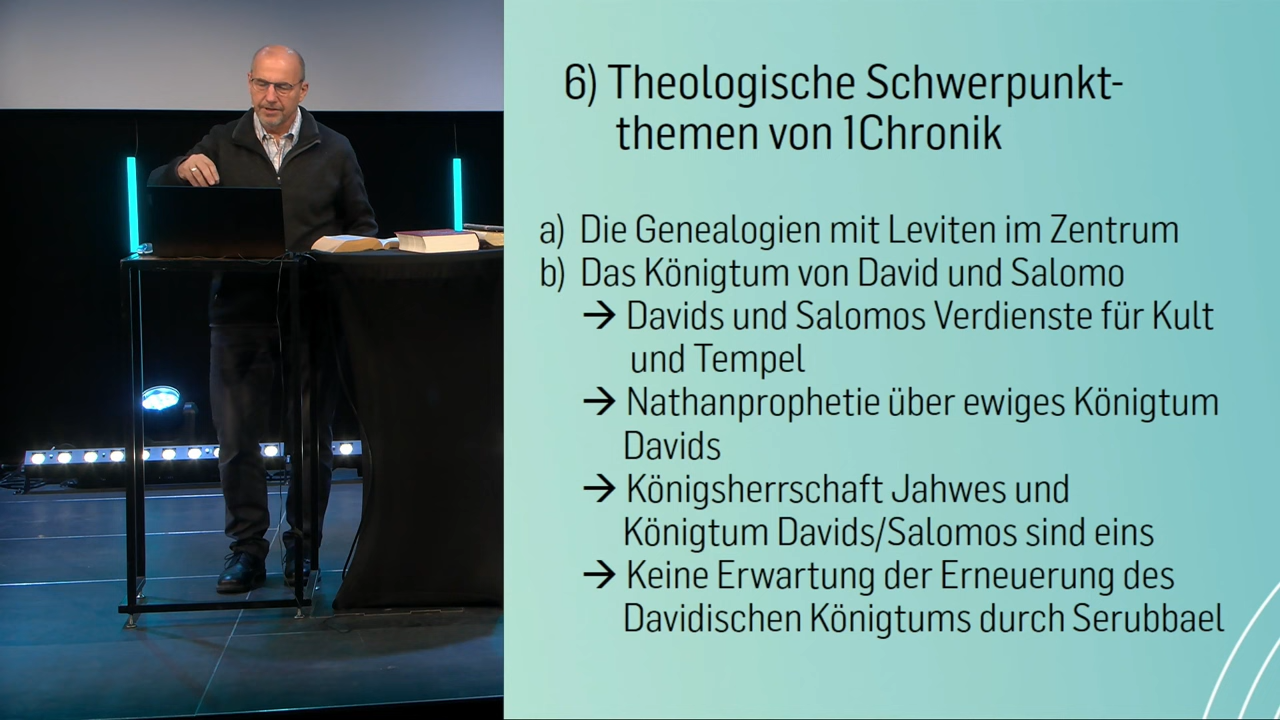 6) Theologische Schwerpunkt-
themen von 1Chronik
a) Die Genealogien mit Leviten im Zentrum
b) Das Königtum von David und Salomo
→ Davids und Salomos Verdienste für Kult
und Tempel
→ Nathanprophetie über ewiges Königtum
Davids
→ Königsherrschaft Jahwes und
Königtum Davids/Salomos sind eins
→ Keine Erwartung der Erneuerung des
Davidischen Königtums durch Serubbael